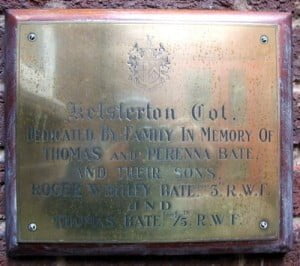 Kelsterton Cot.
DEDICATED BY FAMILY IN MEMORY OF
THOMAS AND PERENNA BATE,
AND THEIR SONS,
ROGER WHITLEY BATE. 5. R.W.F.
AND
THOMAS BATE 1/5. R.W.F.